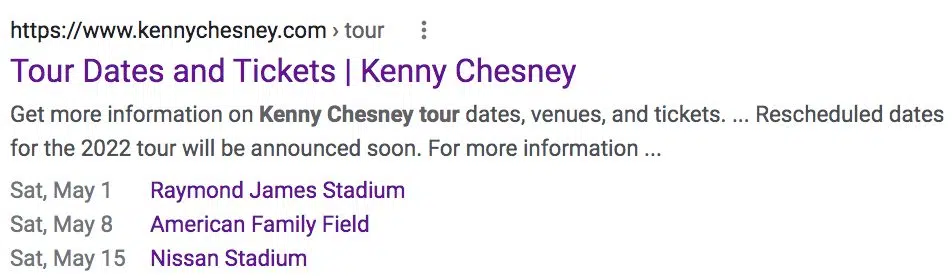 https://www.kennychesney.com › tour
Tour Dates and Tickets | Kenny Chesney
Get more information on Kenny Chesney tour dates, venues, and tickets. ... Rescheduled dates
for the 2022 tour will be announced soon. For more information ...
Sat, May 1 Raymond James Stadium
Sat, May 8 American Family Field
Sat, May 15 Nissan Stadium